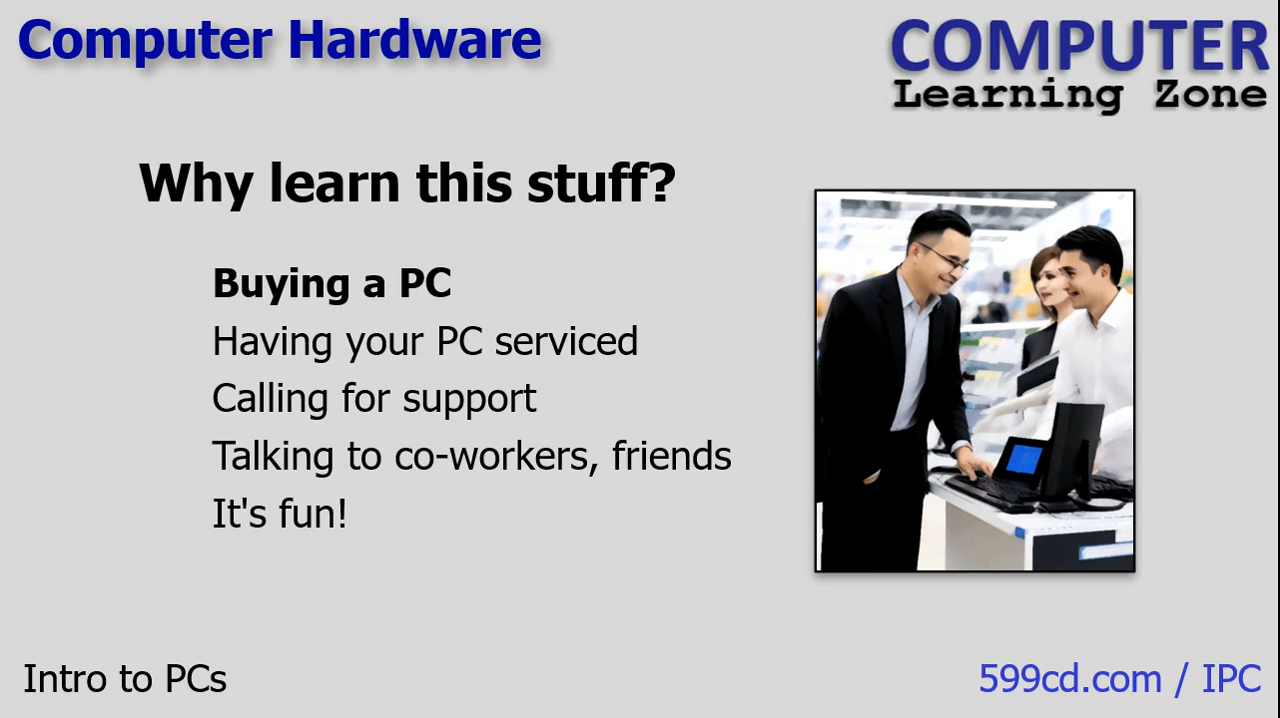 Computer Hardware
COMPUTER
Learning Zone
Why learn this stuff?
Buying a PC
Having your PC serviced
Calling for support
Talking to co-workers, friends
It's fun!
Intro to PCs
599cd.com / IPC